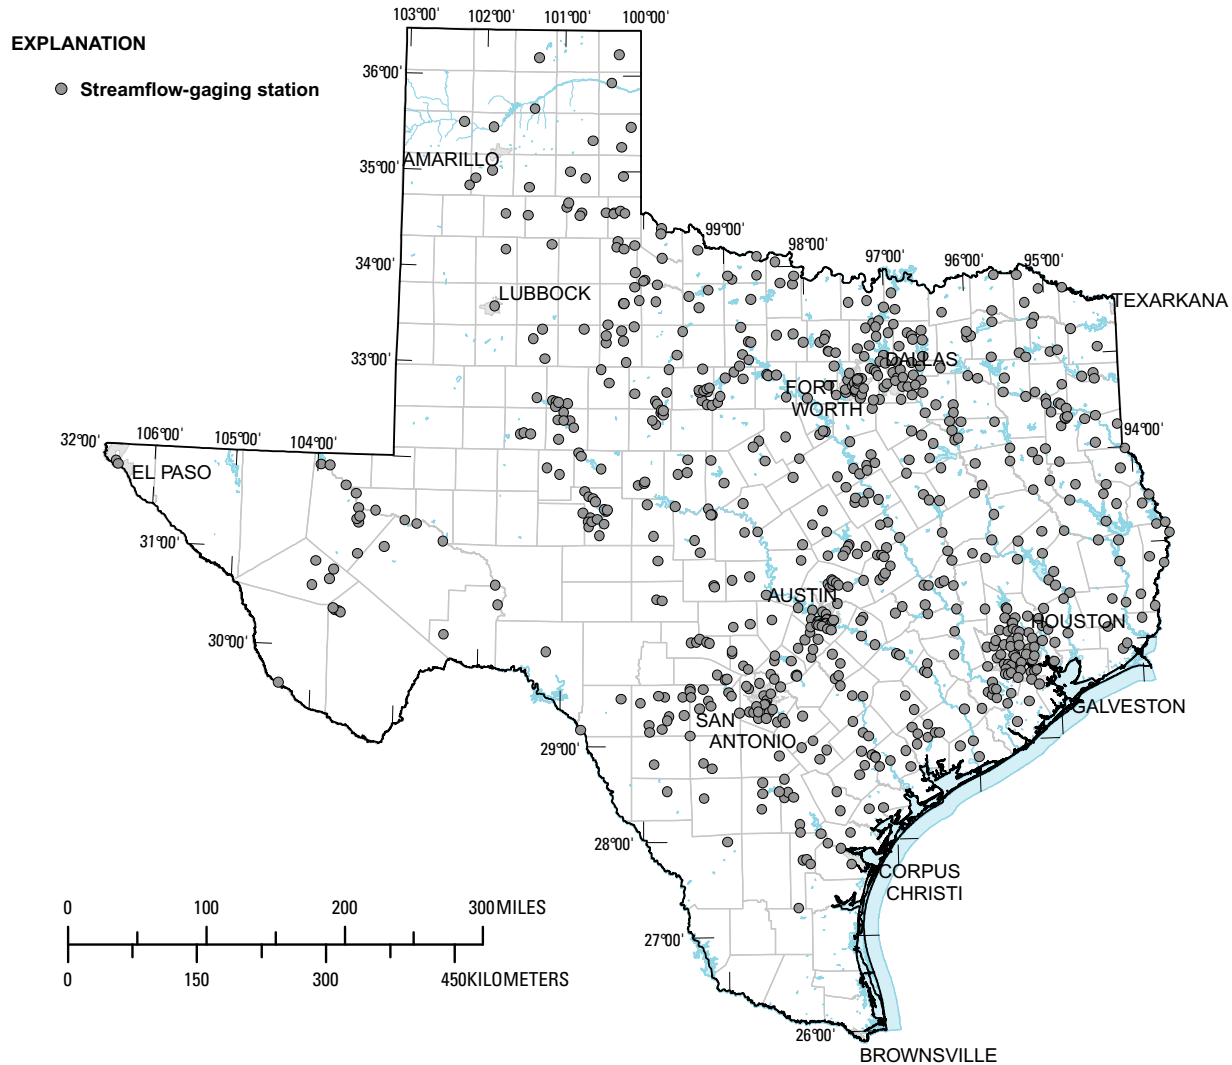 103°00' 102°00' 101°00' 100°00'
EXPLANATION
Streamflow-gaging station
36°00'
35°00'
AMARILLO
99°00'
98°00'
97°00'
96°00'
95°00'
34°00'
LUBBOCK
TEXARKANA
33°00'
DALLAS
FORT
WORTH
32°00'
106°00'
105°00'
104°00'
94°00'
EL PASO
31°00'
AUSTIN
HOUSTON
30°00'
GALVESTON
SAN
ANTONIO
29°00'
28°00'
CORPUS
CHRISTI
0 100 200 300 MILES
27°00'
0 150 300 450 KILOMETERS
26°00'
BROWNSVILLE